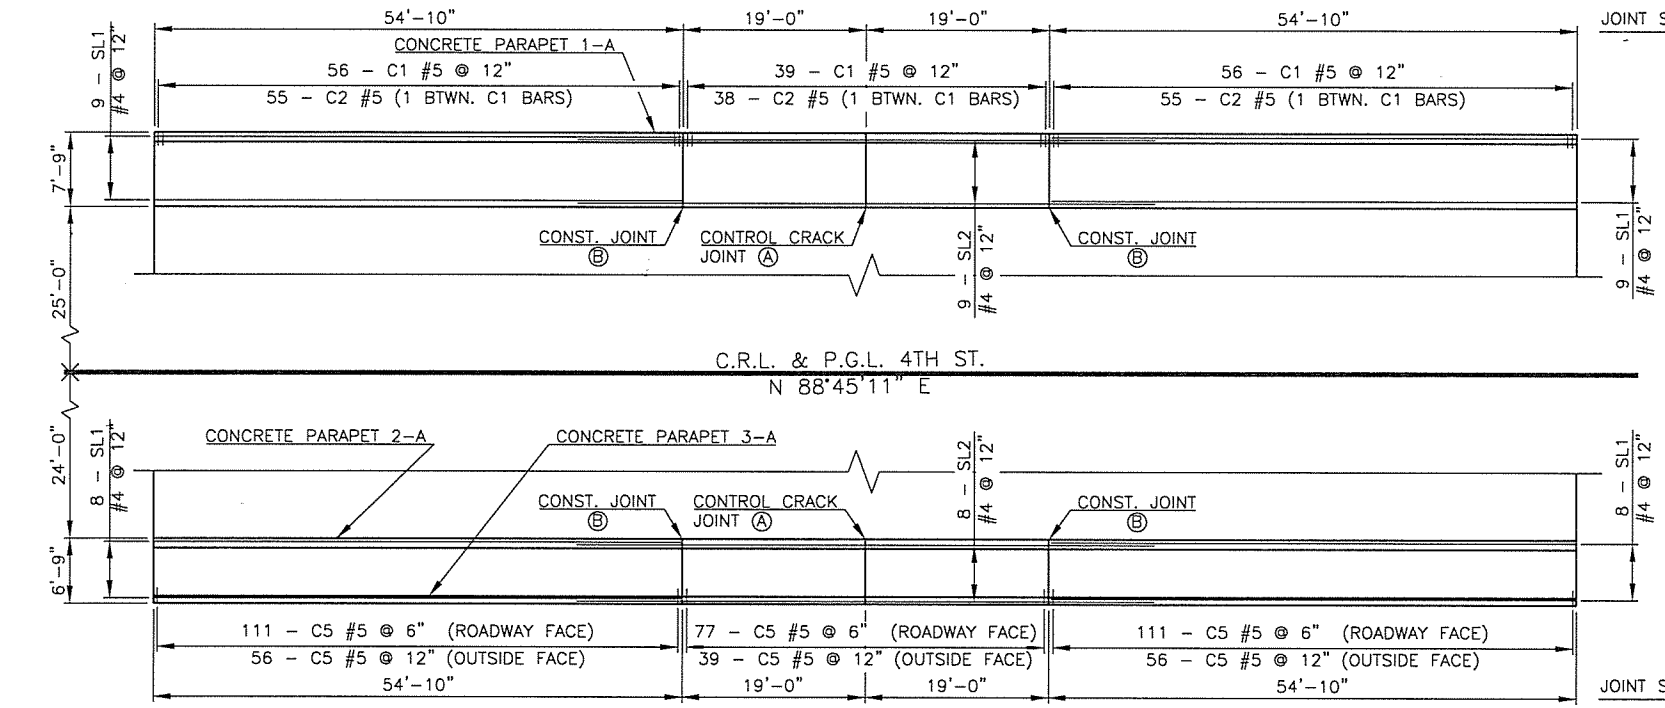 54'-10"
19'-0"
19'-0"
54'-10"
JOINT S
CONCRETE PARAPET 1-A
9 - SL1
#4 @ 12"
56 - C1 #5 @ 12"
55 - C2 #5 (1 BTWN. C1 BARS)
39 - C1 #5 @ 12"
38 - C2 #5 (1 BTWN. C1 BARS)
56 - C1 #5 @ 12"
55 - C2 #5 (1 BTWN. C1 BARS)
7'-9"
25'-0"
CONST. JOINT
B
CONTROL CRACK
JOINT A
9 - SL2
#4 @ 12"
CONST. JOINT
B
9 - SL1
#4 @ 12"
C.R.L. & P.G.L. 4TH ST.
N 88°45'11" E
24'-0"
6'-9"
8 - SL1
#4 @ 12"
CONCRETE PARAPET 2-A
CONCRETE PARAPET 3-A
CONST. JOINT
B
CONTROL CRACK
JOINT A
8 - SL2
#4 @ 12"
CONST. JOINT
B
8 - SL1
#4 @ 12"
111 - C5 #5 @ 6" (ROADWAY FACE)
56 - C5 #5 @ 12" (OUTSIDE FACE)
77 - C5 #5 @ 6" (ROADWAY FACE)
39 - C5 #5 @ 12" (OUTSIDE FACE)
111 - C5 #5 @ 6" (ROADWAY FACE)
56 - C5 #5 @ 12" (OUTSIDE FACE)
54'-10"
19'-0"
19'-0"
54'-10"
JOINT S